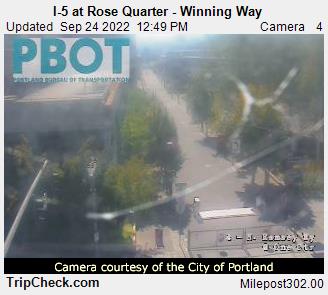 I-5 at Rose Quarter - Winning Way
Updated Sep 24 2022 12:49 PM Camera 4
PBOT
PORTLAND BUREAU OF TRANSPORTATION
Camera courtesy of the City of Portland
TripCheck.com Milepost302.00